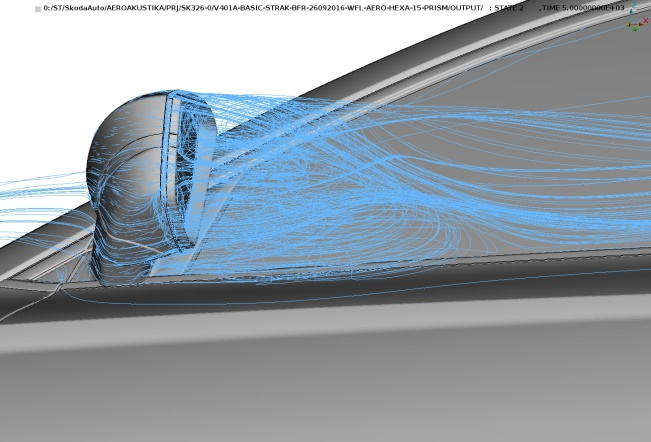 0:/ST/SkodaAuto/AEROAKUSTIKA/PRJ/SK326-0/V401A-BASIC-STRAK-BFR-26092016-WFL-AERO-HEXA-15-PRISM/OUTPUT/ : STATE 2 ,TIME 5.00000000E+03